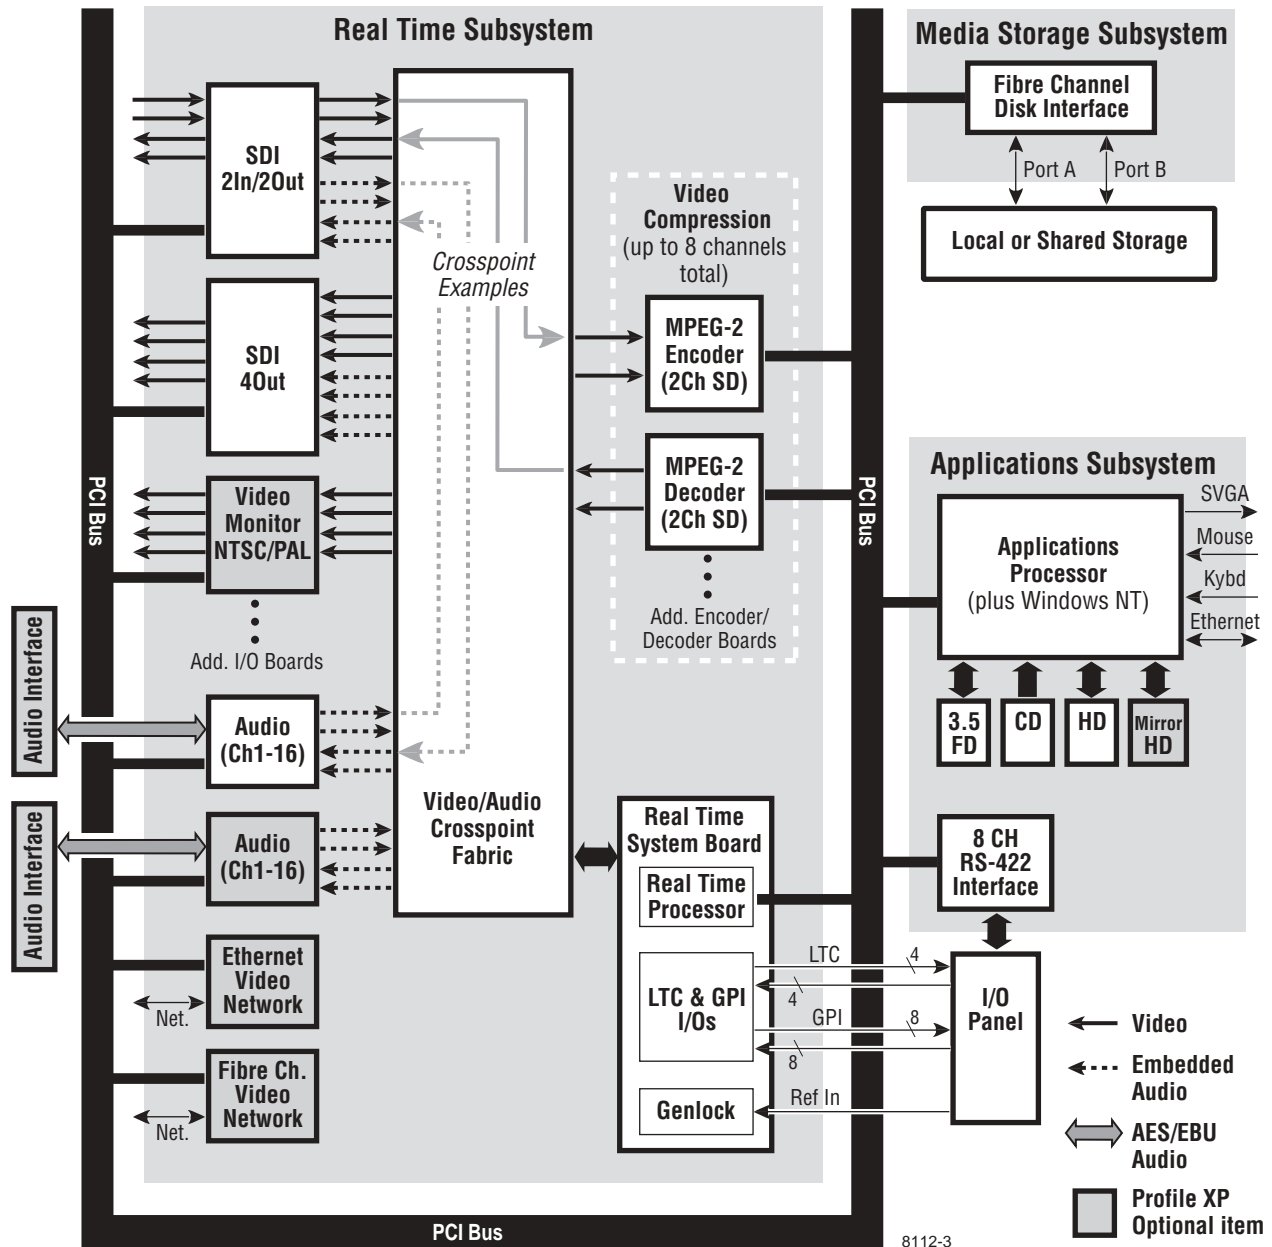 Real Time Subsystem
Media Storage Subsystem
Fibre Channel
Disk Interface
Port A
Port B
Local or Shared Storage
SDI
2In/2Out
Crosspoint
Examples
Video
Compression
(up to 8 channels
total)
MPEG-2
Encoder
(2Ch SD)
SDI
4Out
MPEG-2
Decoder
(2Ch SD)
Add. Encoder/
Decoder Boards
Video
Monitor
NTSC/PAL
Add. I/O Boards
PCI Bus
PCI Bus
Applications Subsystem
Applications
Processor
(plus Windows NT)
SVGA
Mouse
Kybd
Ethernet
3.5
FD
CD
HD
Mirror
HD
Audio Interface
Audio
(Ch1-16)
Audio Interface
Audio
(Ch1-16)
Video/Audio
Crosspoint
Fabric
Real Time
System Board
Real Time
Processor
8 CH
RS-422
Interface
Ethernet
Video
Network
Net.
Fibre Ch.
Video
Network
Net.
LTC & GPI
I/Os
LTC
4
4
GPI
8
8
Genlock
Ref In
I/O
Panel
Video
Embedded
Audio
AES/EBU
Audio
Profile XP
Optional item
PCI Bus
8112-3